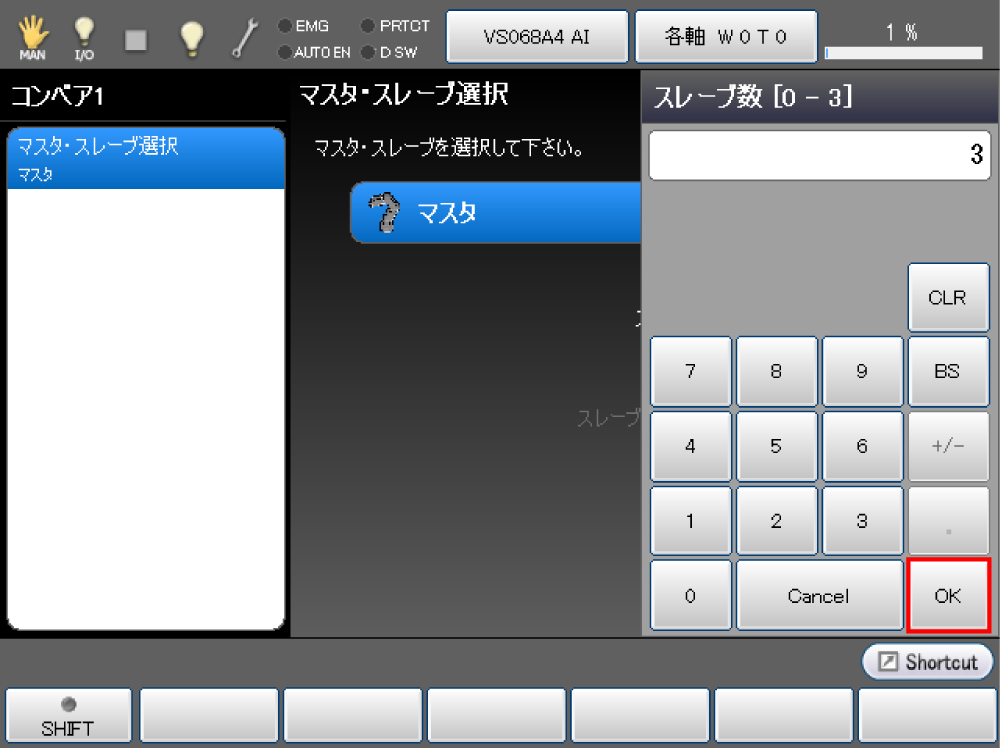 MAN
I/O
EMG
PRTCT
AUTO EN
D SW
VS068A4 AI
各軸 W0T0
1 %
コンベア1
マスタ・スレーブ選択
マスタ
マスタ・スレーブ選択
マスタ・スレーブを選択して下さい。
マスタ
スレーブ
スレーブ数 [0 - 3]
3
CLR
7
8
9
BS
4
5
6
+/-
1
2
3
.
0
Cancel
OK
Shortcut
SHIFT